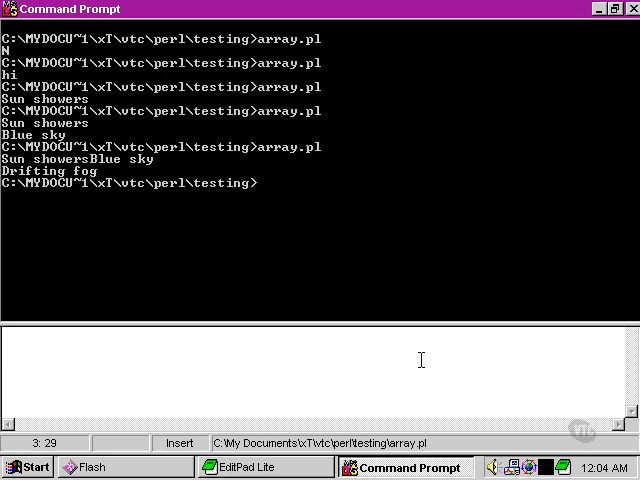 Command Prompt
C:\MYDOCU~1\xT\vtc\perl\testing>array.pl
N
C:\MYDOCU~1\xT\vtc\perl\testing>array.pl
hi
C:\MYDOCU~1\xT\vtc\perl\testing>array.pl
Sun showers
C:\MYDOCU~1\xT\vtc\perl\testing>array.pl
Sun showers
Blue sky
C:\MYDOCU~1\xT\vtc\perl\testing>array.pl
Sun showersBlue sky
Drifting fog
C:\MYDOCU~1\xT\vtc\perl\testing>
VTC
3: 29 Insert C:\My Documents\xT\vtc\perl\testing\array.pl
Start Flash EditPad Lite Command Prompt 12:04 AM